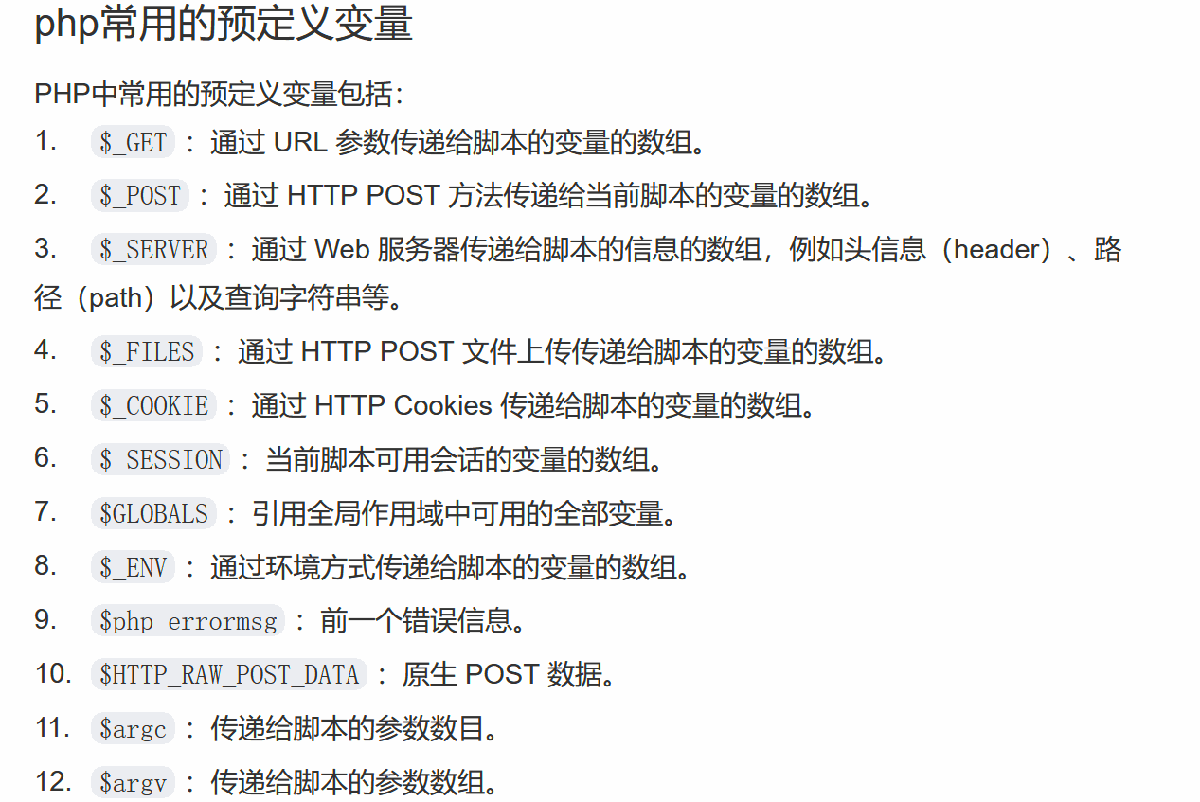 php常用的预定义变量
PHP中常用的预定义变量包括：
1. $_GET ： 通过 URL 参数传递给脚本的变量的数组。
2. $_POST ： 通过 HTTP POST 方法传递给当前脚本的变量的数组。
3. $_SERVER ： 通过 Web 服务器传递给脚本的信息的数组，例如头信息（header）、路
径（path）以及查询字符串等。
4. $_FILES ： 通过 HTTP POST 文件上传传递给脚本的变量的数组。
5. $_COOKIE ： 通过 HTTP Cookies 传递给脚本的变量的数组。
6. $ SESSION ： 当前脚本可用会话的变量的数组。
7. $GLOBALS ： 引用全局作用域中可用的全部变量。
8. $_ENV ： 通过环境方式传递给脚本的变量的数组。
9. $php errormsg ： 前一个错误信息。
10. $HTTP_RAW_POST_DATA ： 原生 POST 数据。
11. $argc ： 传递给脚本的参数数目。
12. $argv ： 传递给脚本的参数数组。